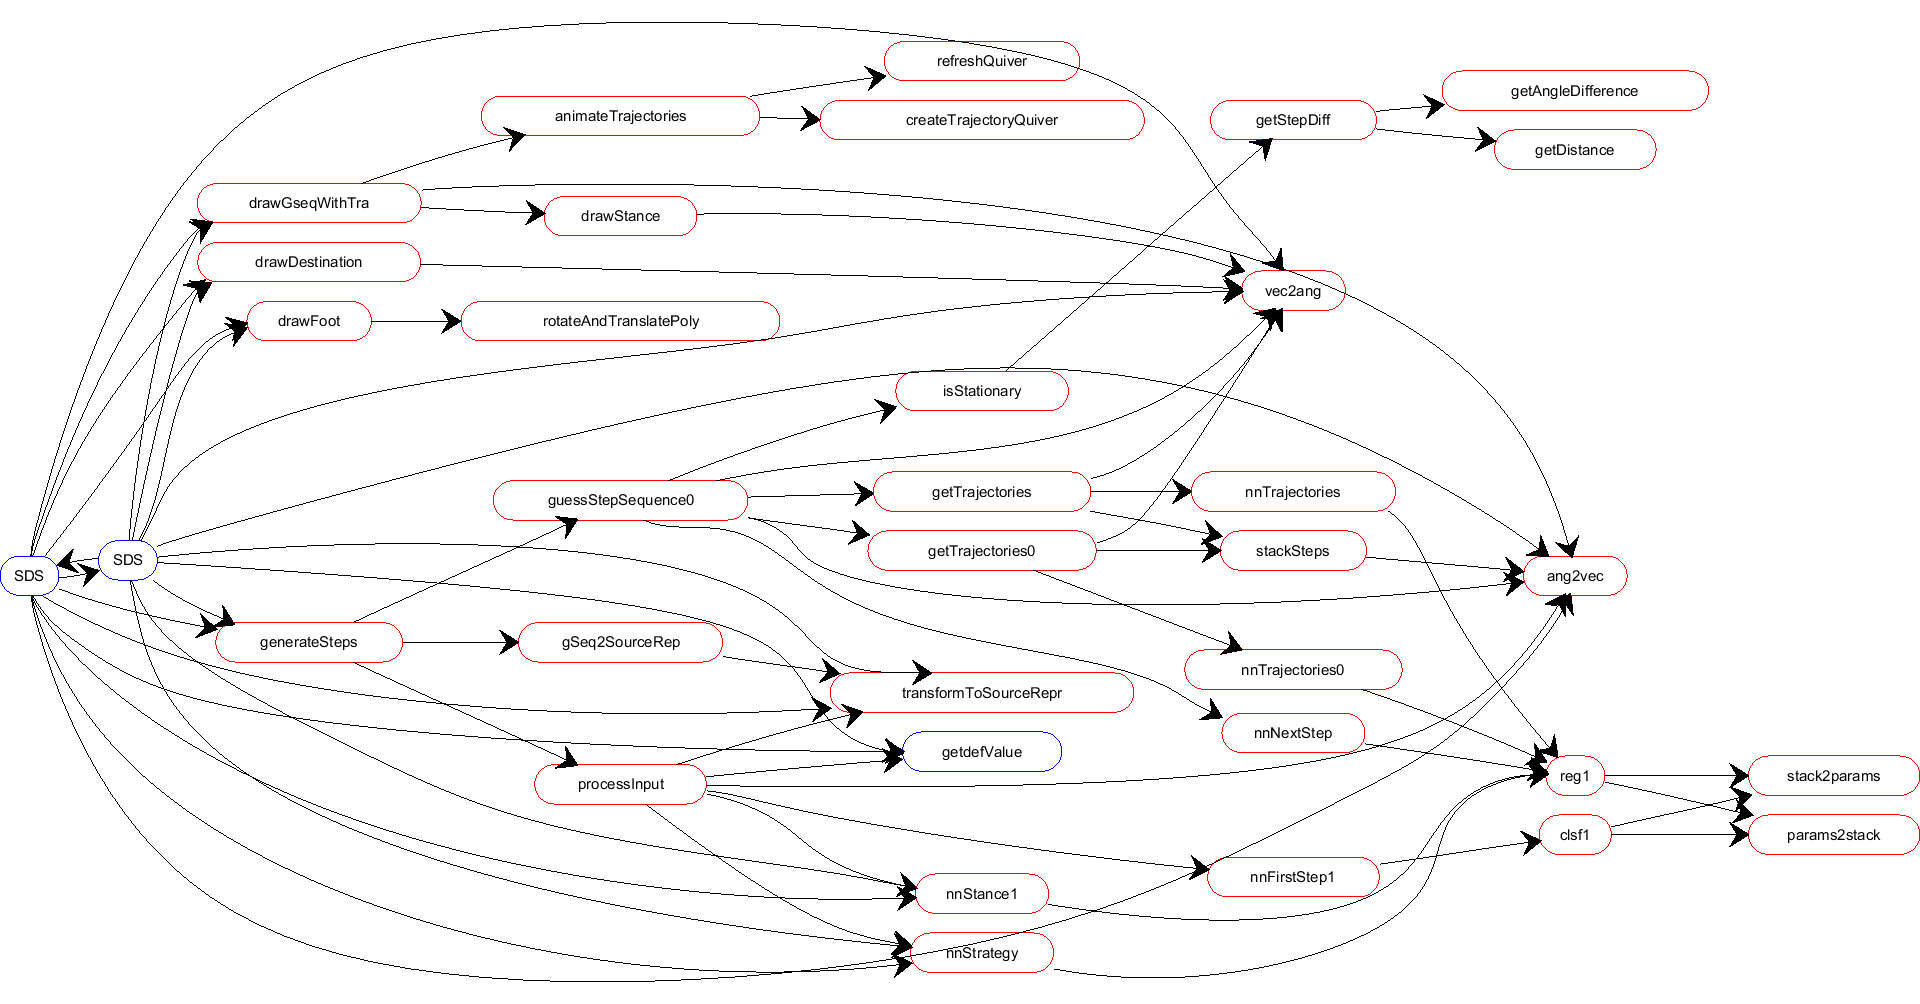 refreshQuiver
getAngleDifference
animateTrajectories
createTrajectoryQuiver
getStepDiff
getDistance
drawGseqWithTra
drawStance
drawDestination
vec2ang
drawFoot
rotateAndTranslatePoly
isStationary
guessStepSequence0
getTrajectories
nnTrajectories
getTrajectories0
stackSteps
SDS
SDS
ang2vec
generateSteps
gSeq2SourceRep
nnTrajectories0
transformToSourceRepr
nnNextStep
getdefValue
processInput
reg1
stack2params
clsf1
params2stack
nnFirstStep1
nnStance1
nnStrategy